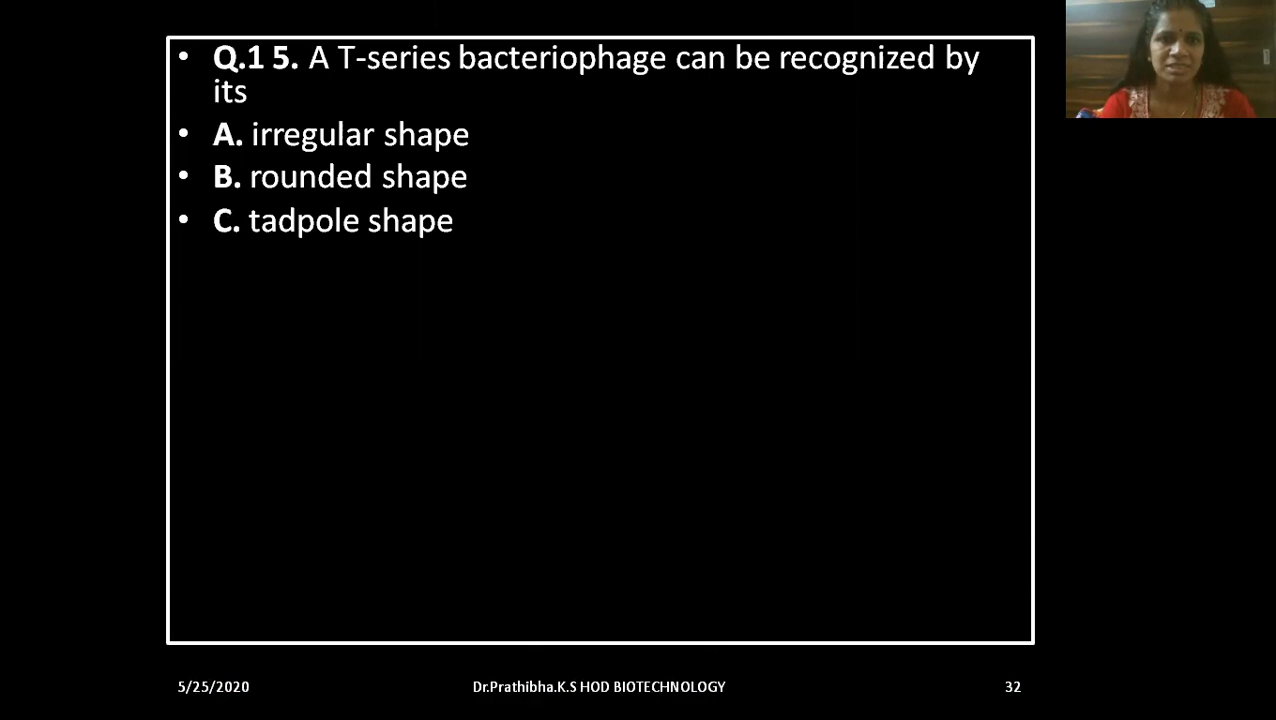 • Q.1 5. A T-series bacteriophage can be recognized by
its
• A. irregular shape
• B. rounded shape
• C. tadpole shape
5/25/2020
Dr.Prathibha.K.S HOD BIOTECHNOLOGY
32